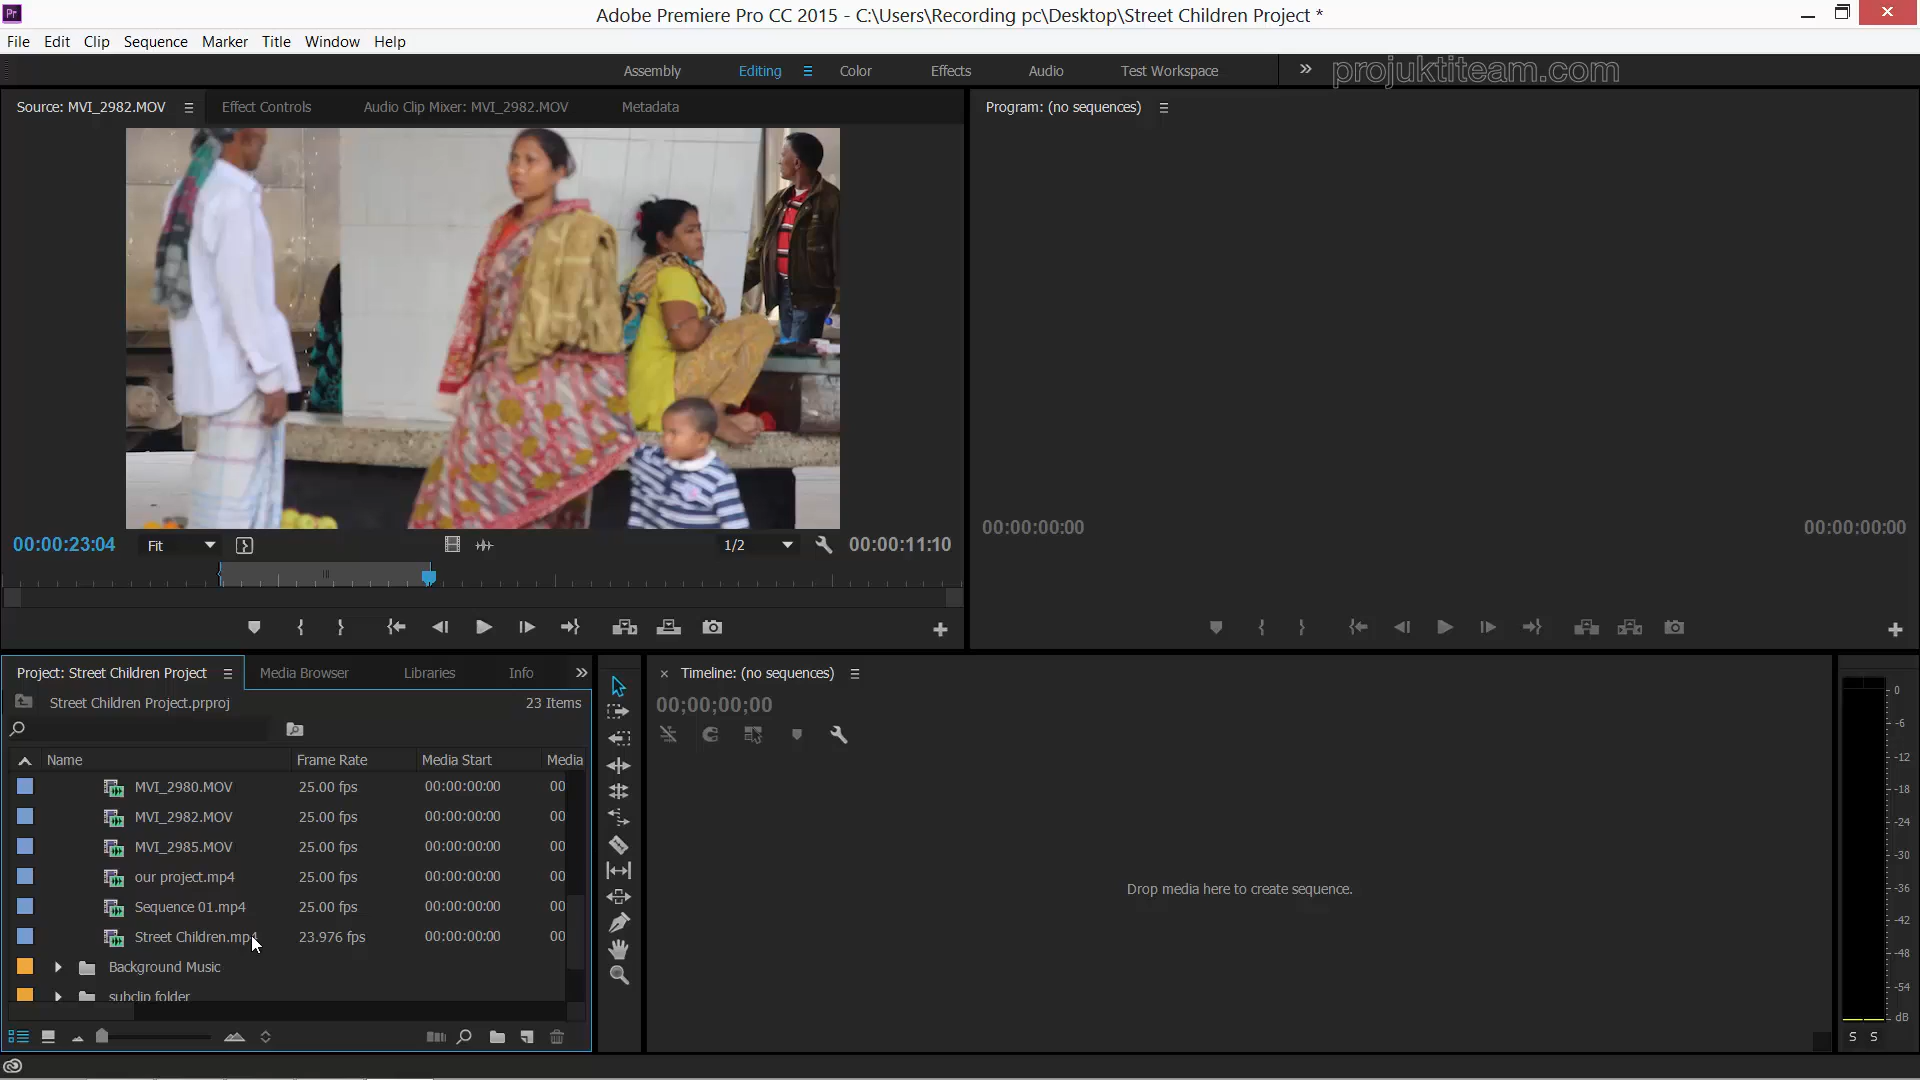 Pr
Adobe Premiere Pro CC 2015 - C:\Users\Recording pc\Desktop\Street Children Project *
File Edit Clip Sequence Marker Title Window Help
Assembly Editing Color Effects Audio Test Workspace
projuktiteam.com
Source: MVI_2982.MOV Effect Controls Audio Clip Mixer: MVI_2982.MOV Metadata
Program: (no sequences)
00:00:23:04 Fit 1/2 00:00:11:10
00:00:00:00 00:00:00:00
Project: Street Children Project Media Browser Libraries Info
Street Children Project.prproj 23 Items
Name Frame Rate Media Start Media
MVI_2980.MOV 25.00 fps 00:00:00:00 00
MVI_2982.MOV 25.00 fps 00:00:00:00 00
MVI_2985.MOV 25.00 fps 00:00:00:00 00
our project.mp4 25.00 fps 00:00:00:00 00
Sequence 01.mp4 25.00 fps 00:00:00:00 00
Street Children.mp4 23.976 fps 00:00:00:00 00
Background Music
subclip folder
Timeline: (no sequences)
00;00;00;00
Drop media here to create sequence.
0
-6
-12
-18
-24
-30
-36
-42
-48
-54
dB
S S